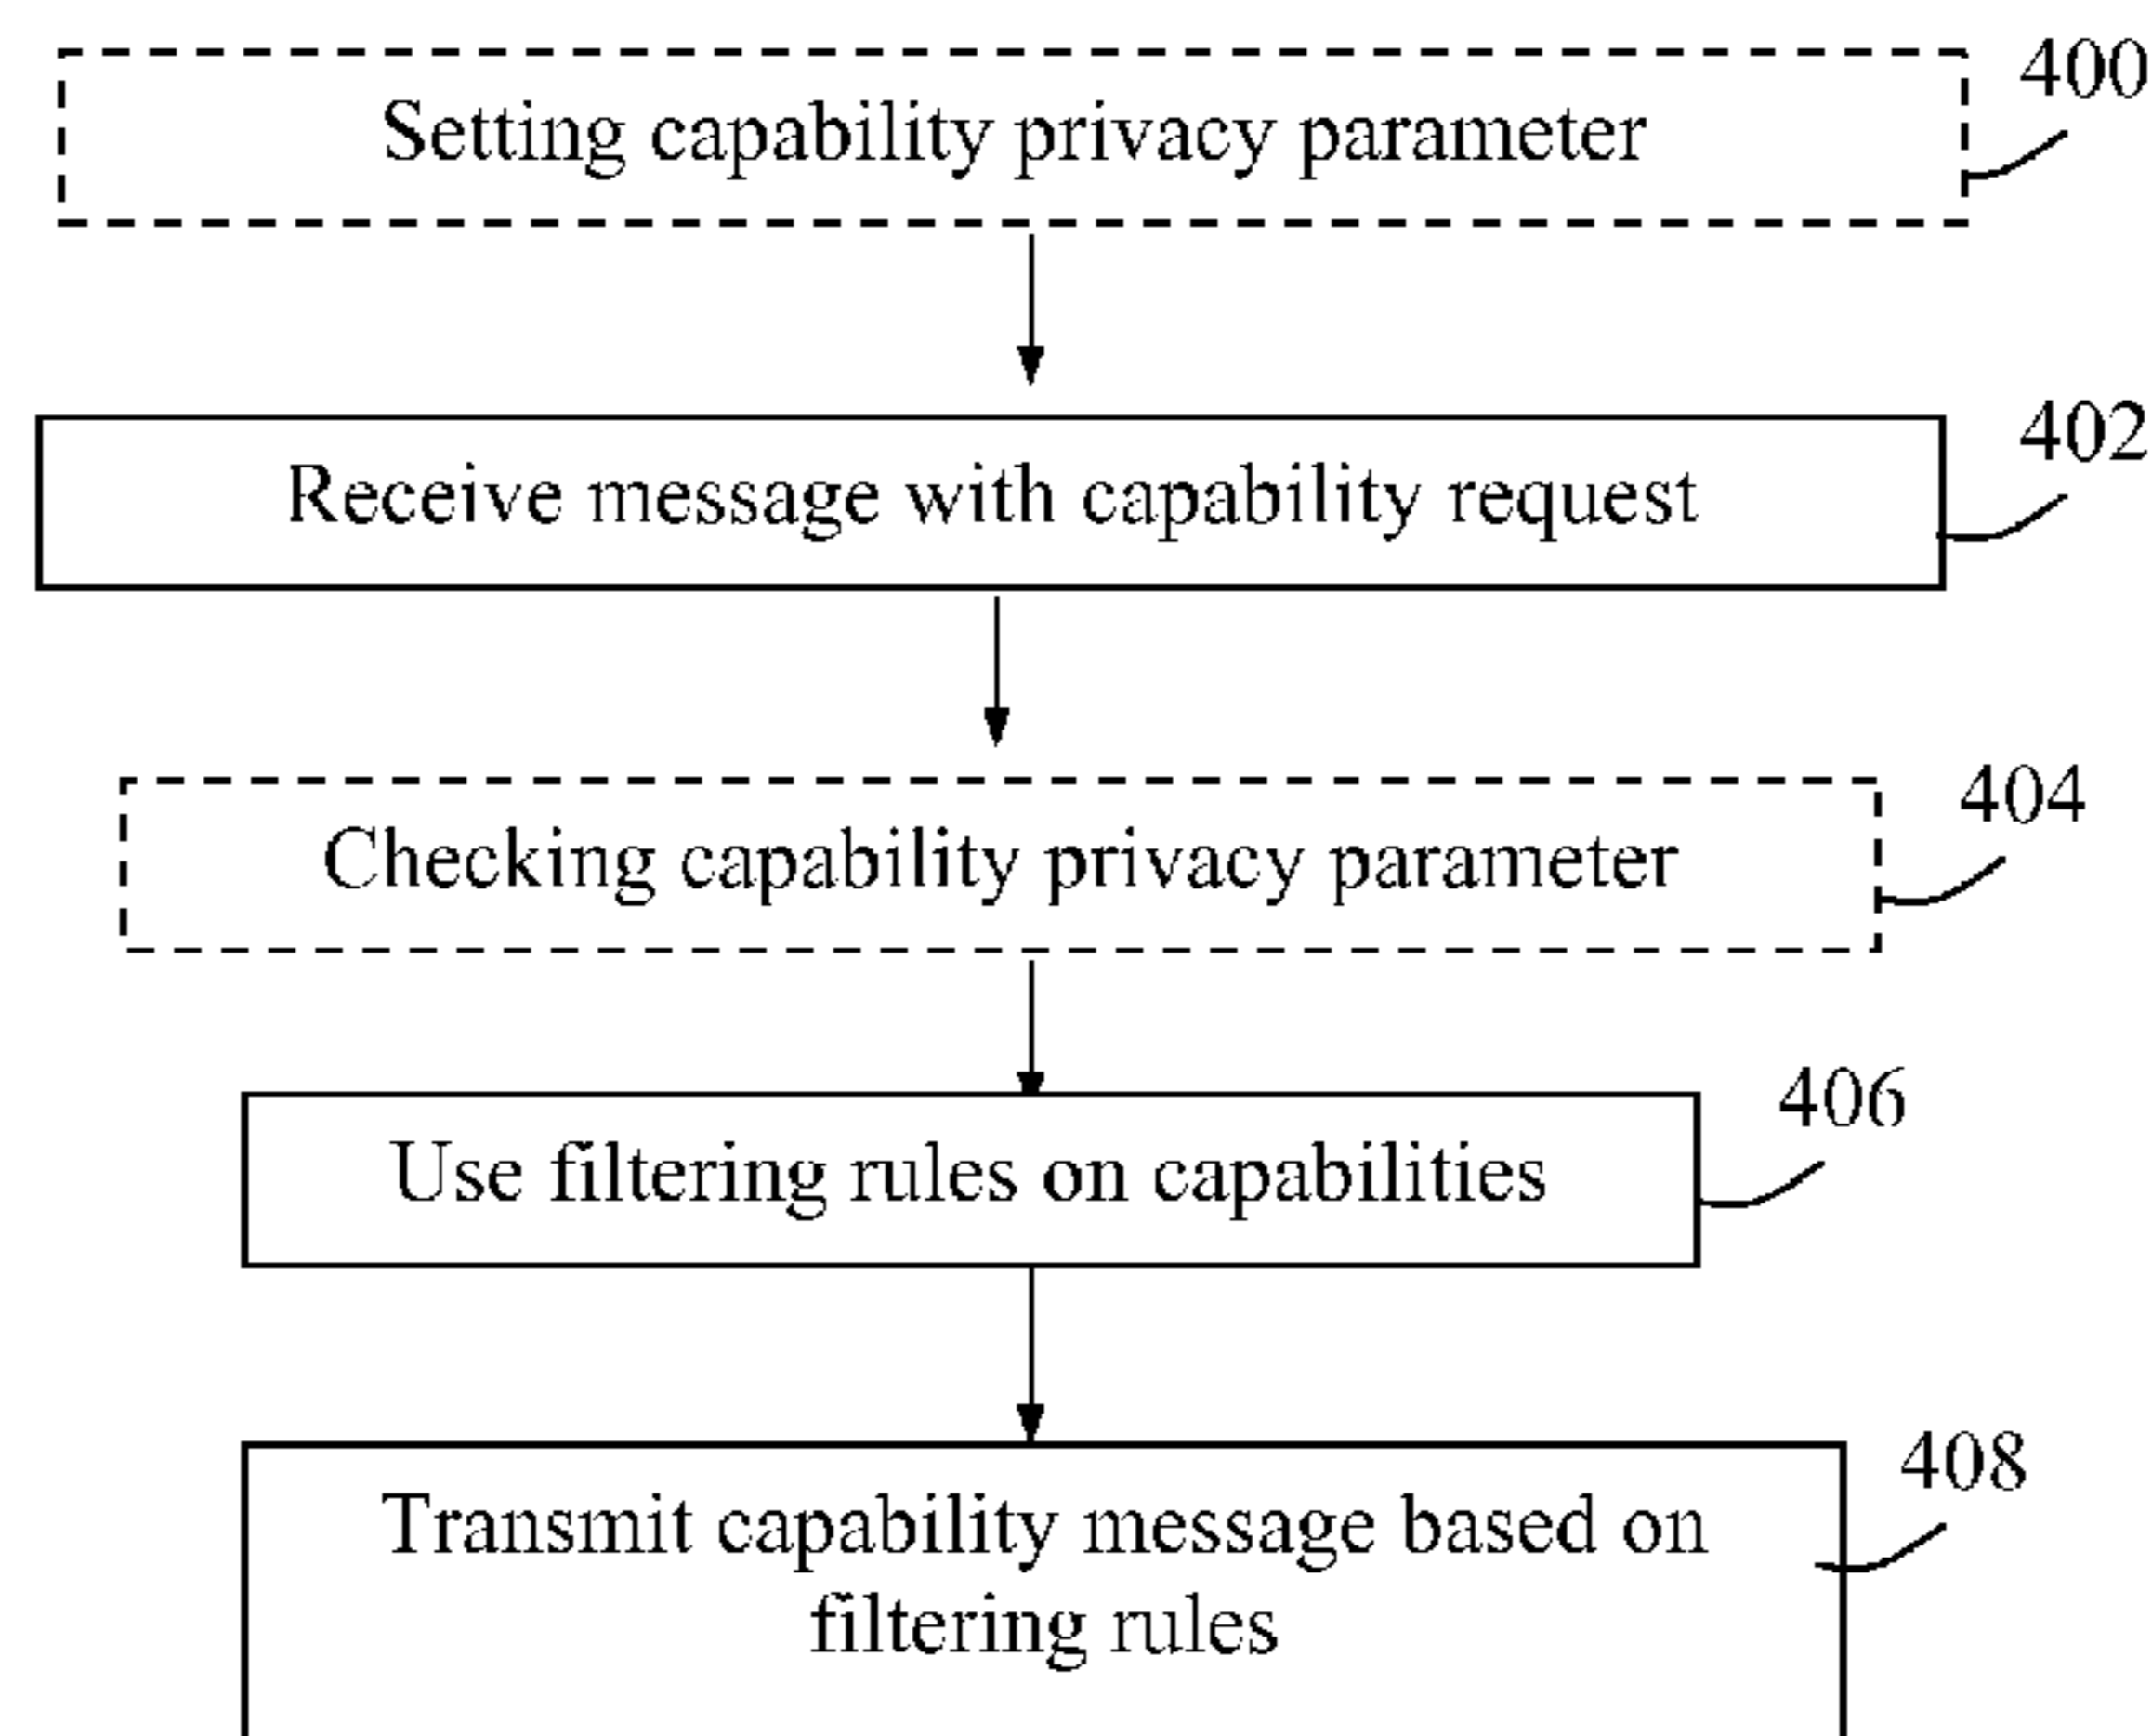 400
Setting capability privacy parameter
402
Receive message with capability request
404
Checking capability privacy parameter
406
Use filtering rules on capabilities
408
Transmit capability message based on
filtering rules